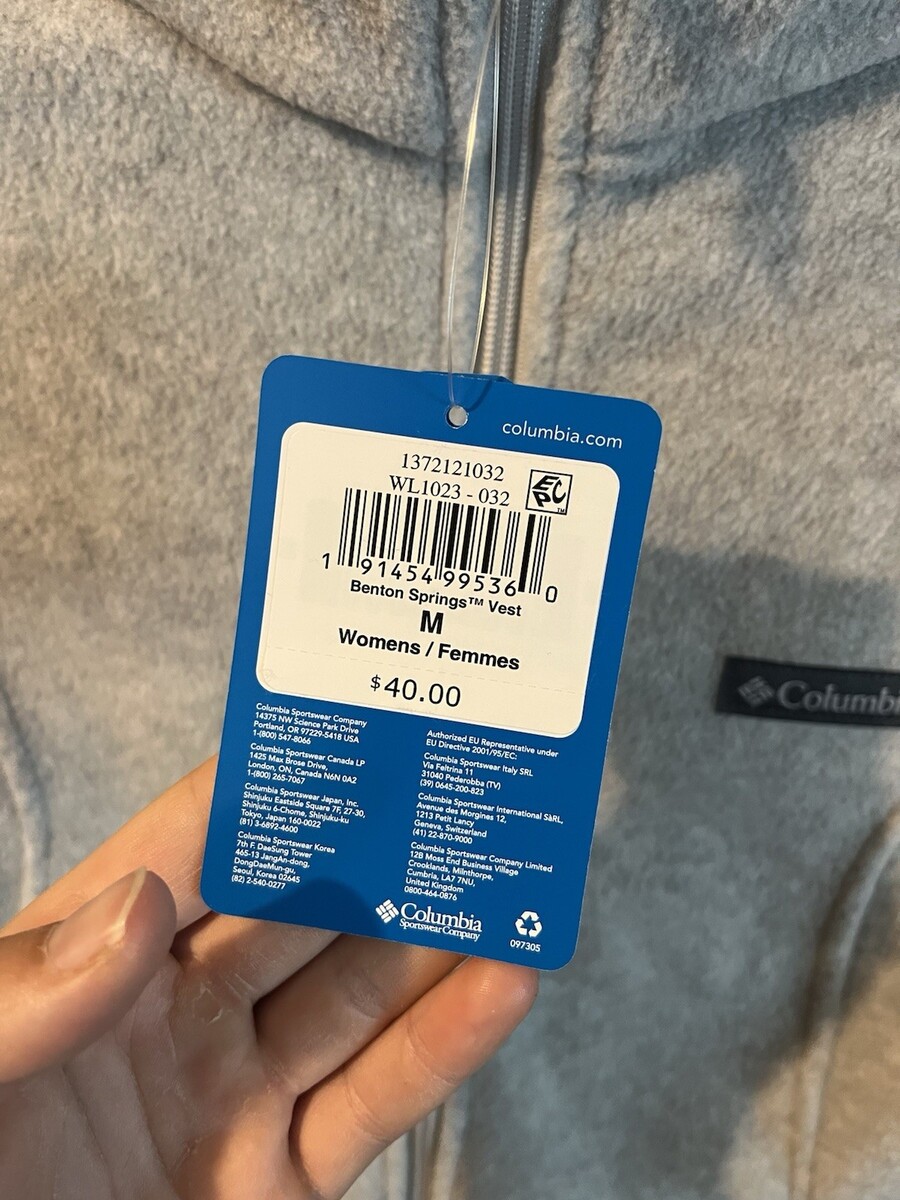 columbia.com
1372121032
WL1023 - 032
EPC
TM
1 91454 99536 0
Benton Springs™ Vest
M
Womens / Femmes
$40.00
Columbia Sportswear Company
14375 NW Science Park Drive
Portland, OR 97229-5418 USA
1-(800) 547-8066
Columbia Sportswear Canada LP
1425 Max Brose Drive,
London, ON, Canada N6N 0A2
1-(800) 265-7067
Columbia Sportswear Japan, Inc.
Shinjuku Eastside Square 7F, 27-30,
Shinjuku 6-Chome, Shinjuku-ku
Tokyo, Japan 160-0022
(81) 3-6892-4600
Columbia Sportswear Korea
7th F. DaeSung Tower
465-13 JangAn-dong,
DongDaeMun-gu,
Seoul, Korea 02645
(82) 2-540-0277
Authorized EU Representative under
EU Directive 2001/95/EC:
Columbia Sportswear Italy SRL
Via Feltrina 11
31040 Pederobba (TV)
(39) 0645-200-823
Columbia Sportswear International SàRL,
Avenue des Morgines 12,
1213 Petit Lancy
Geneva, Switzerland
(41) 22-870-9000
Columbia Sportswear Company Limited
12B Moss End Business Village
Crooklands, Milnthorpe,
Cumbria, LA7 7NU,
United Kingdom
0800-464-0876
Columbia
Sportswear Company
097305
Columbi